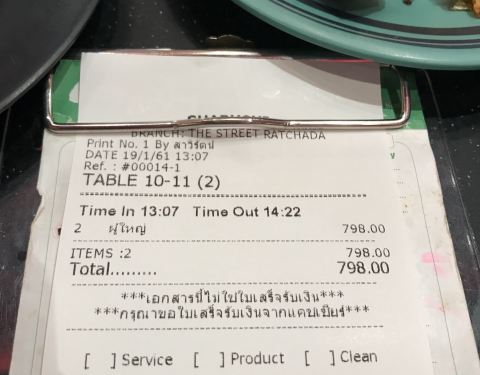 BRANCH: THE STREET RATCHADA
Print No. 1 By ลาวิรัตน์
DATE 19/1/61 13:07
Ref. : #00014-1
TABLE 10-11 (2)
Time In 13:07 Time Out 14:22
2 ผู้ใหญ่ 798.00
ITEMS :2 798.00
Total......... 798.00
***เอกสารนี้ไม่ใช่ใบเสร็จรับเงิน***
***กรุณาขอใบเสร็จรับเงินจากแคชเชียร์***
[ ] Service [ ] Product [ ] Clean